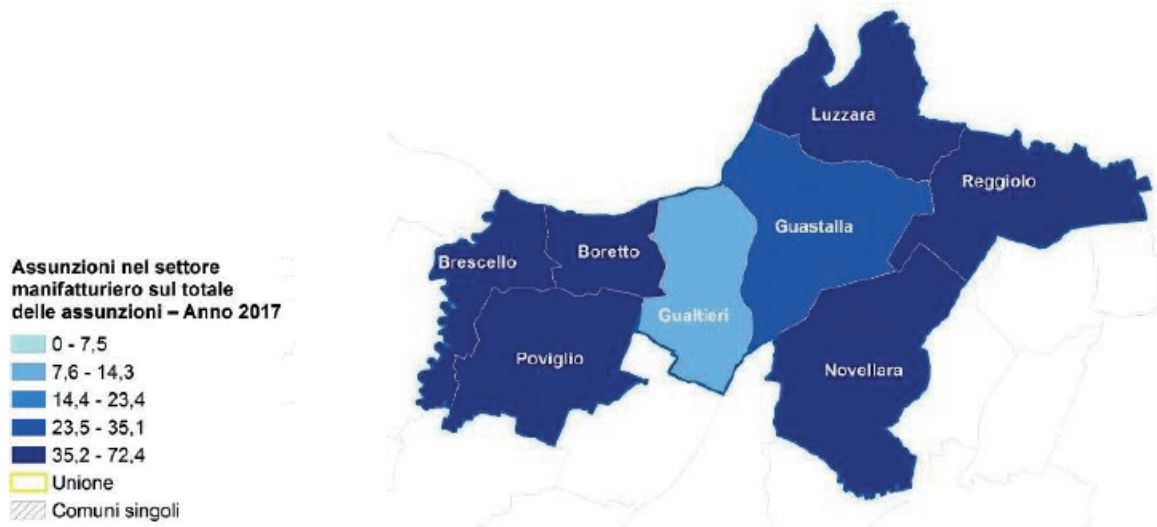 Luzzara
Reggiolo
Guastalla
Boretto
Brescello
Gualtieri
Poviglio
Novellara
Assunzioni nel settore
manifatturiero sul totale
delle assunzioni – Anno 2017
0 - 7,5
7,6 - 14,3
14,4 - 23,4
23,5 - 35,1
35,2 - 72,4
Unione
Comuni singoli